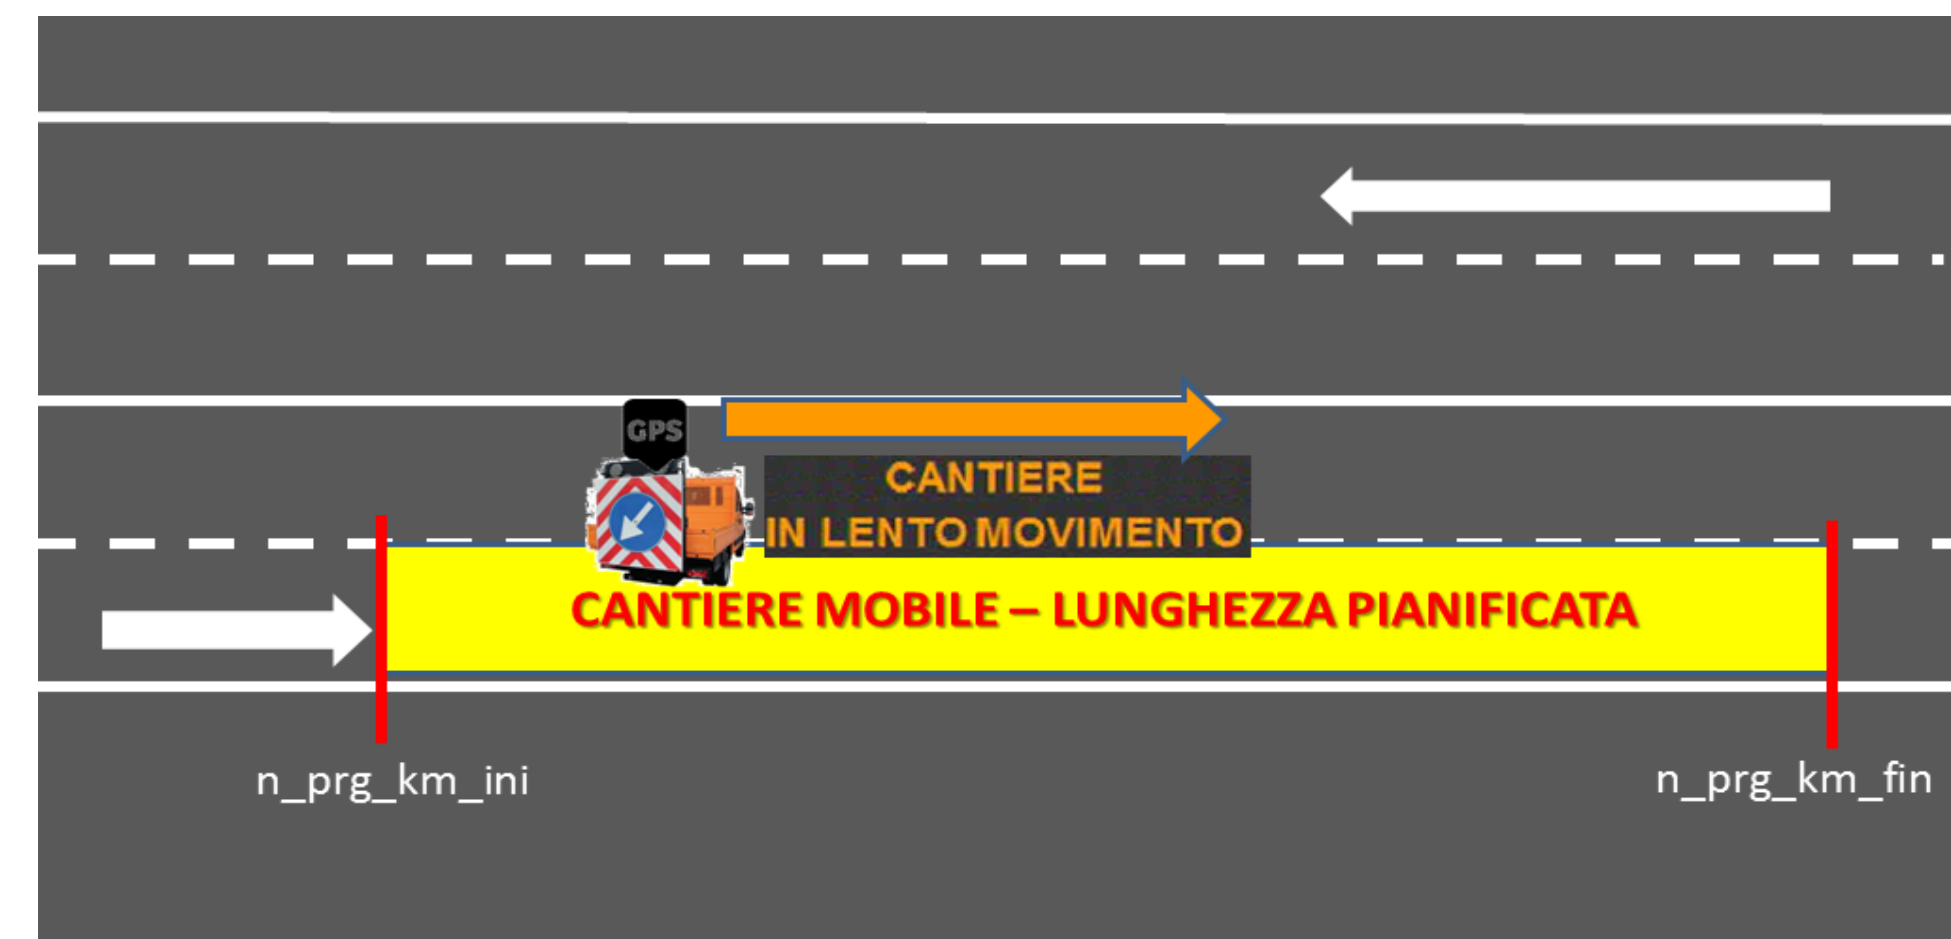 GPS
CANTIERE
IN LENTO MOVIMENTO
CANTIERE MOBILE – LUNGHEZZA PIANIFICATA
n_prg_km_ini
n_prg_km_fin